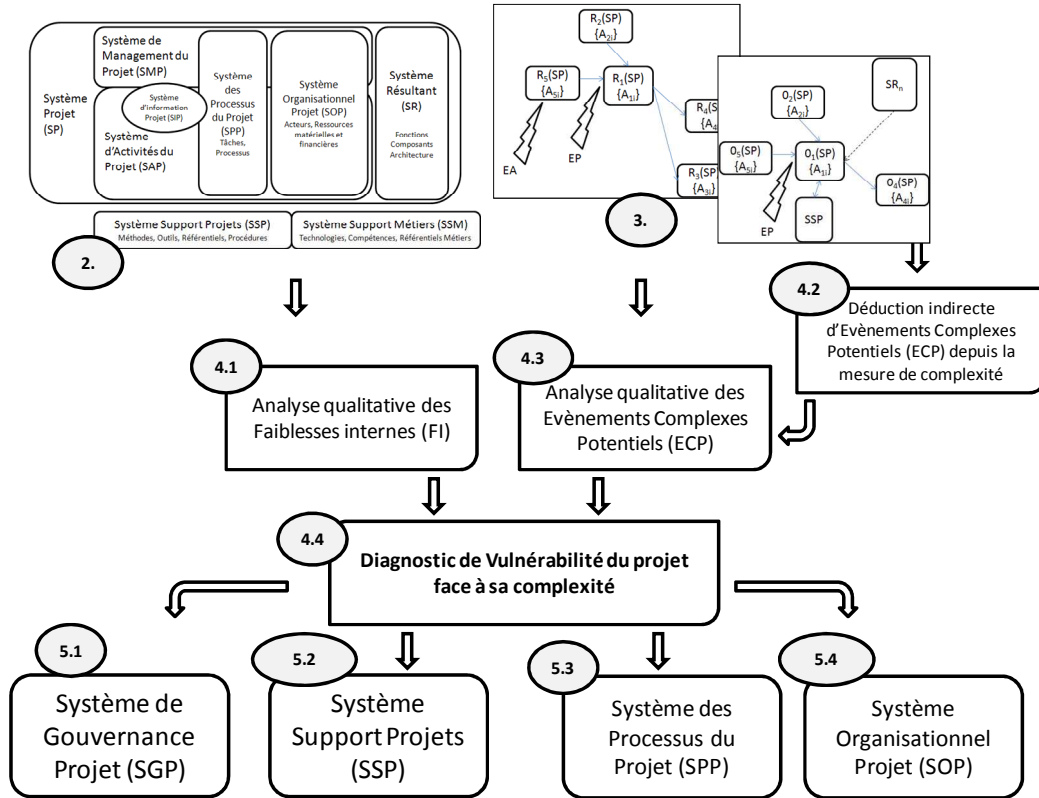 Système
Projet (SP)
Système de
Management du
Projet (SMP)
Système
d'Information
Projet (SIP)
Système
d'Activités du
Projet (SAP)
Système
des
Processus
du Projet
(SPP)
Tâches,
Processus
Système
Organisationnel
Projet (SOP)
Acteurs, Ressources
matérielles et
financières
Système
Résultant
(SR)
Fonctions
Composants
Architecture
Système Support Projets (SSP)
Méthodes, Outils, Référentiels, Procédures
Système Support Métiers (SSM)
Technologies, Compétences, Référentiels Métiers
2.
R2(SP)
{A2i}
R5(SP)
{A5i}
R1(SP)
{A1i}
R4(SP)
{A4
R3(SP)
{A3i}
EA
EP
3.
O2(SP)
{A2i}
SRn
O5(SP)
{A5i}
O1(SP)
{A1i}
O4(SP)
{A4i}
EP
SSP
4.2
Déduction indirecte
d'Evènements Complexes
Potentiels (ECP) depuis la
mesure de complexité
4.1
Analyse qualitative des
Faiblesses internes (FI)
4.3
Analyse qualitative des
Evènements Complexes
Potentiels (ECP)
4.4
Diagnostic de Vulnérabilité du projet
face à sa complexité
5.1
Système de
Gouvernance
Projet (SGP)
5.2
Système
Support Projets
(SSP)
5.3
Système des
Processus du
Projet (SPP)
5.4
Système
Organisationnel
Projet (SOP)